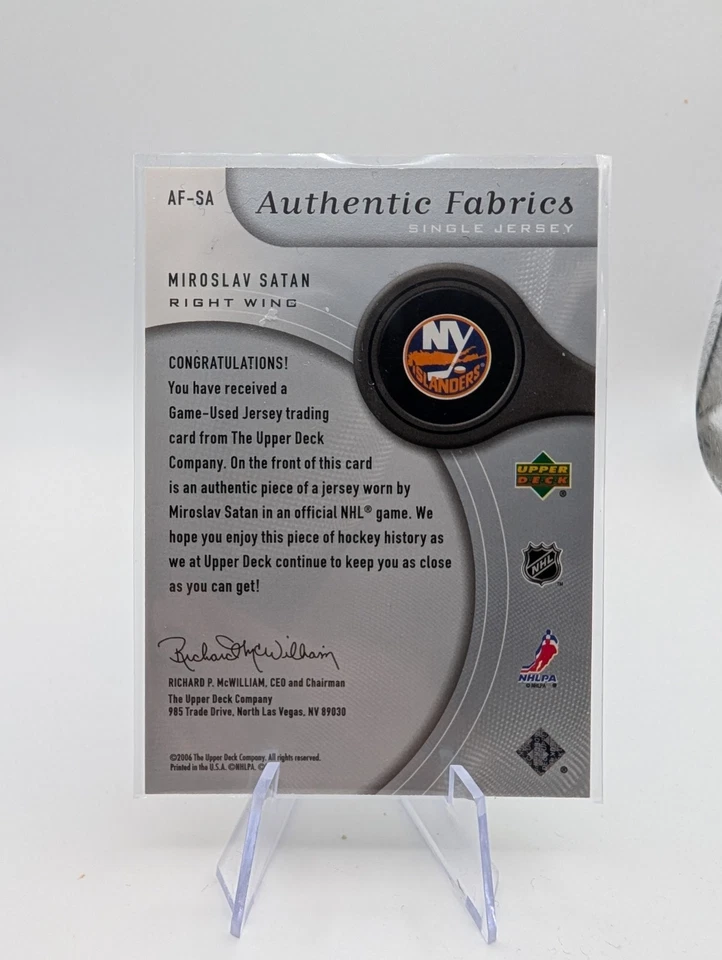 AF-SA
Authentic Fabrics
SINGLE JERSEY
MIROSLAV SATAN
RIGHT WING
NY
ISLANDERS
CONGRATULATIONS!
You have received a
Game-Used Jersey trading
card from The Upper Deck
Company. On the front of this card
is an authentic piece of a jersey worn by
Miroslav Satan in an official NHL® game. We
hope you enjoy this piece of hockey history as
we at Upper Deck continue to keep you as close
as you can get!
UPPER
DECK
®
NHL
NHLPA
Richard McWilliam
RICHARD P. McWILLIAM, CEO and Chairman
The Upper Deck Company
985 Trade Drive, North Las Vegas, NV 89030
©2006 The Upper Deck Company. All rights reserved.
Printed in the U.S.A. ©NHLPA. ©
®